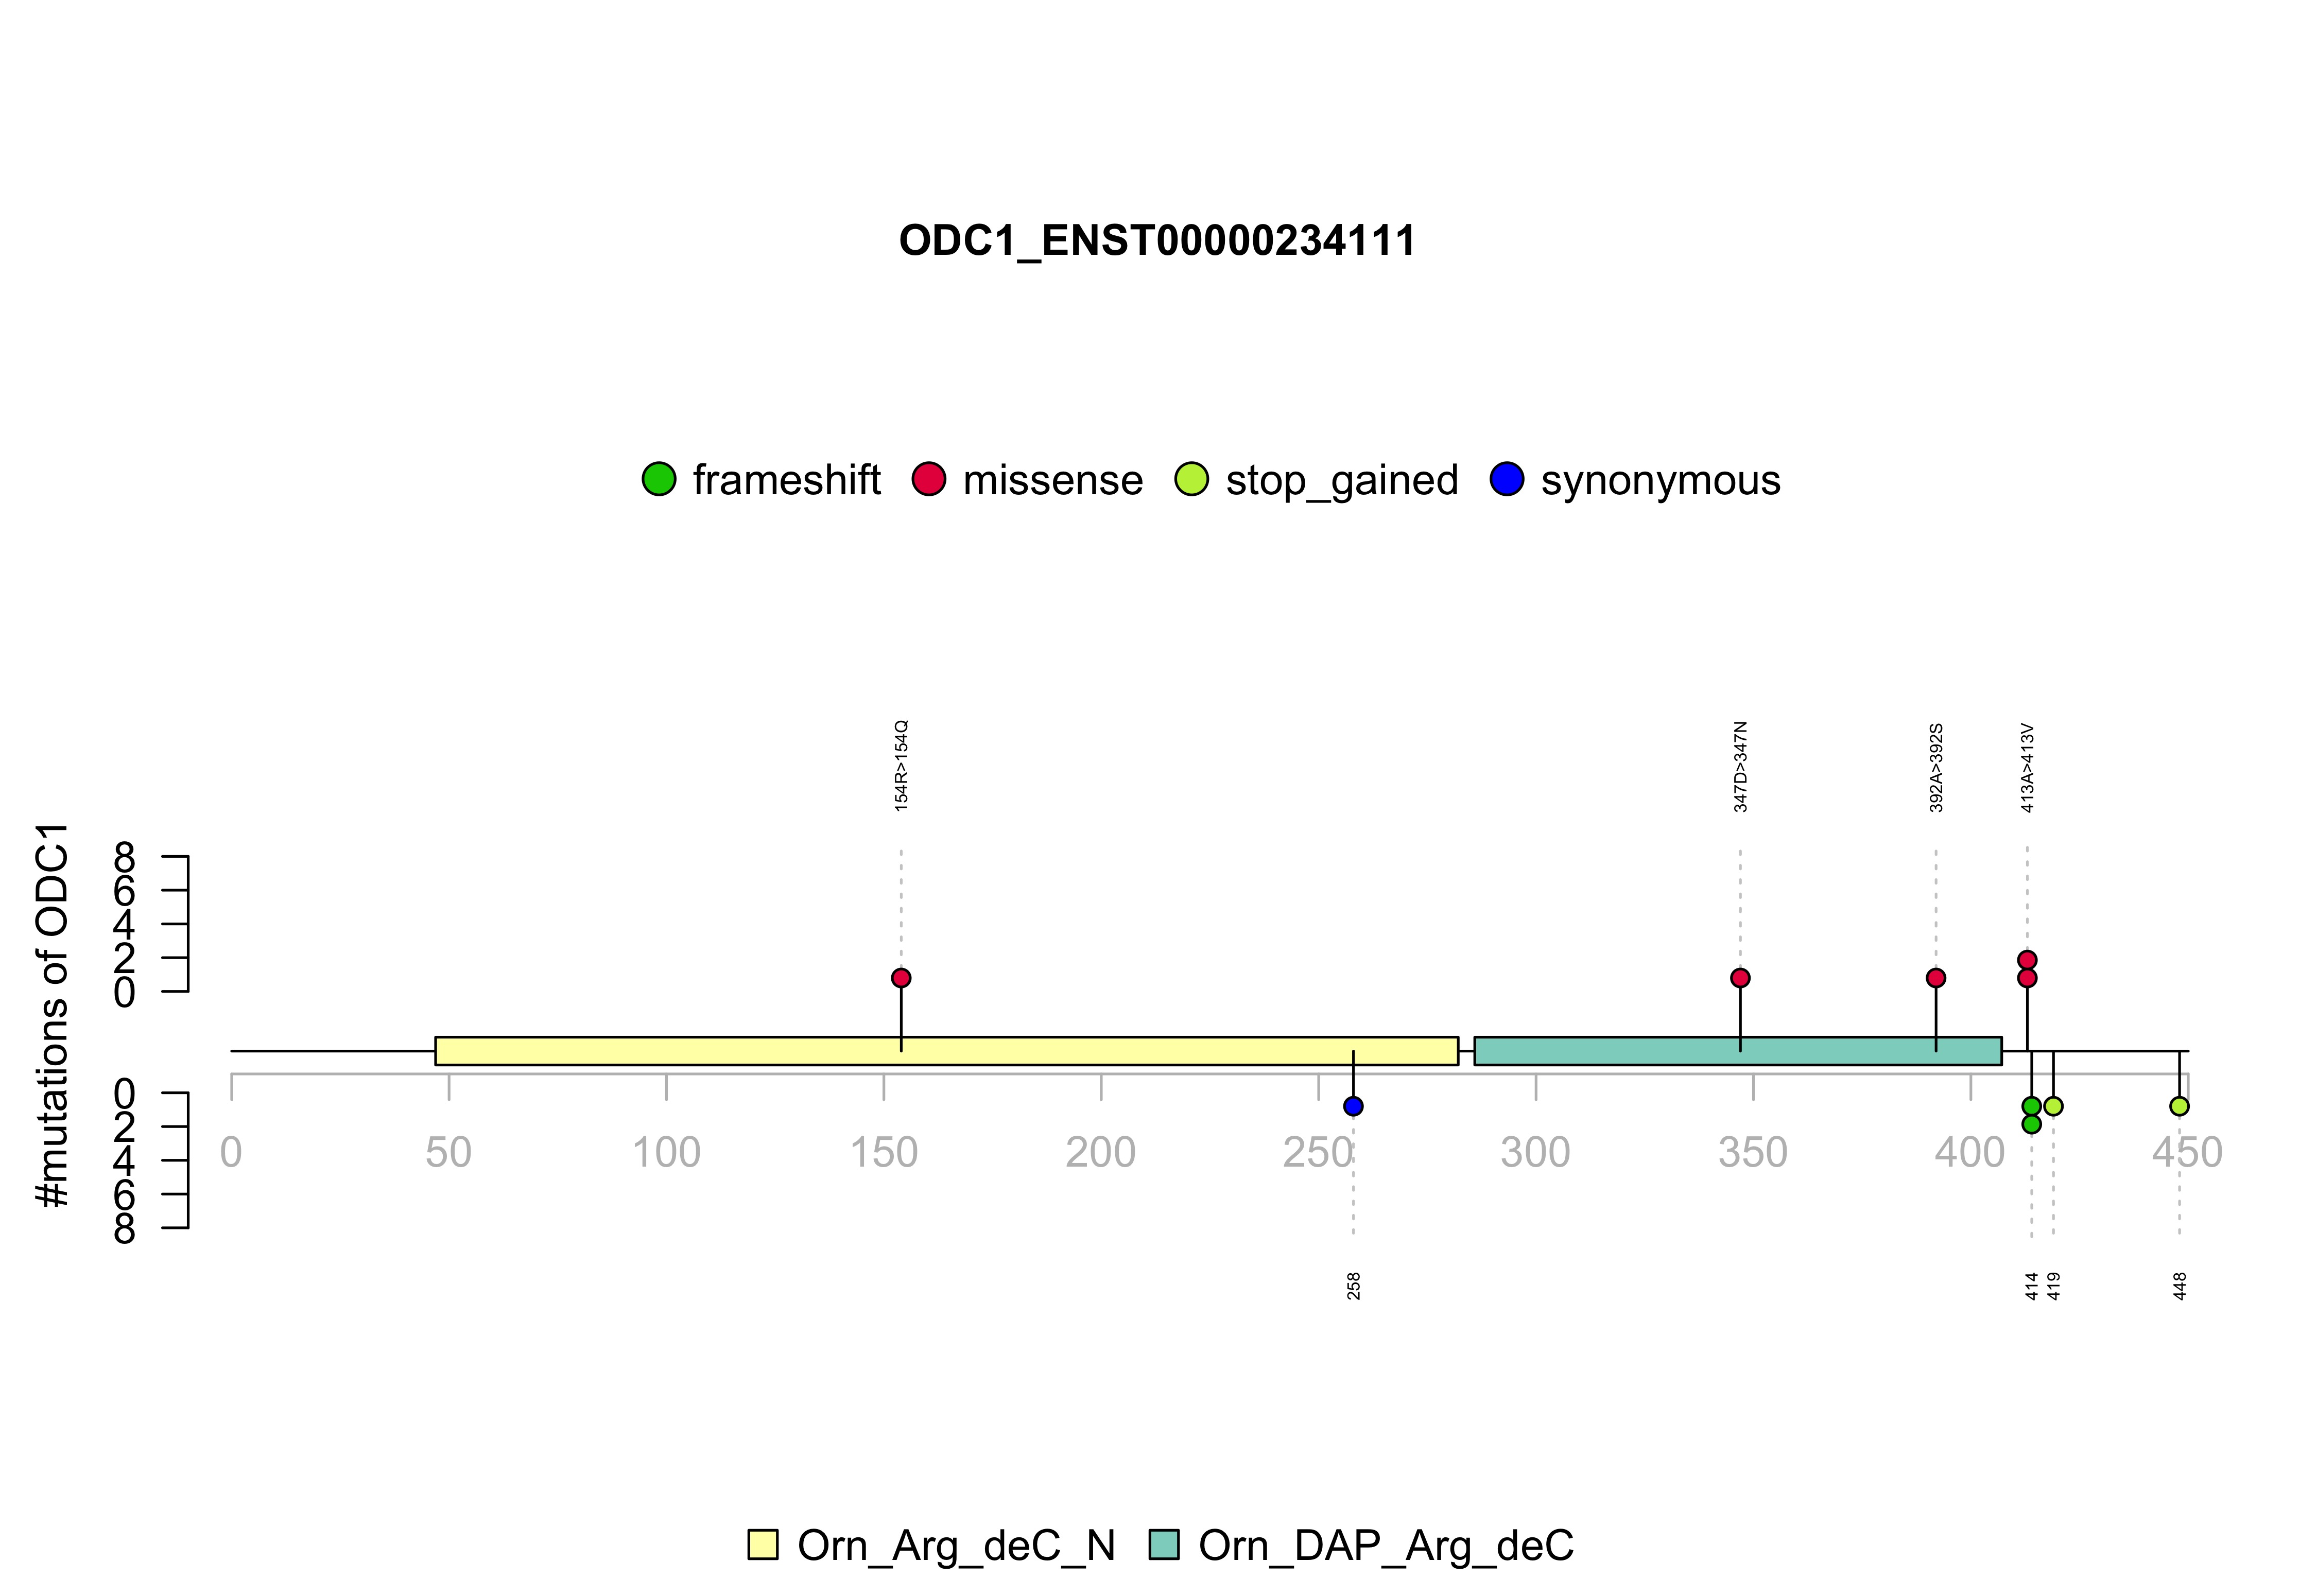 ODC1_ENST00000234111
frameshift missense stop_gained synonymous
154R>154Q 347D>347N 392A>392S 413A>413V
#mutations of ODC1
8
6
4
2
0
0
2
4
6
8
0 50 100 150 200 250 300 350 400 450
258 414 419 448
Orn_Arg_deC_N Orn_DAP_Arg_deC